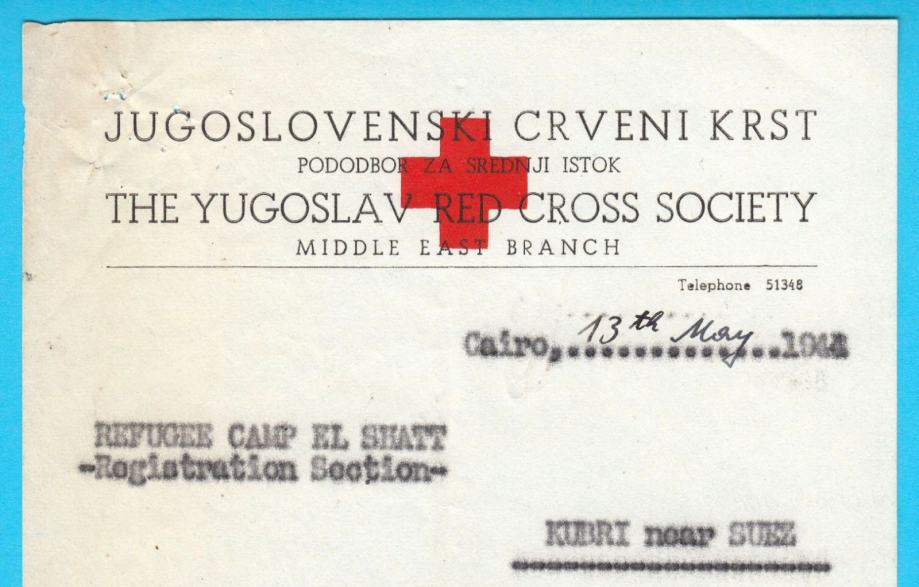 JUGOSLOVENSKI CRVENI KRST
PODODBOR ZA SREDNJI ISTOK
THE YUGOSLAV RED CROSS SOCIETY
MIDDLE EAST BRANCH
Telephone 51348
Cairo, 13th May 1944
REFUGEE CAMP EL SHATT
-Registration Section-
KUBRI near SUEZ